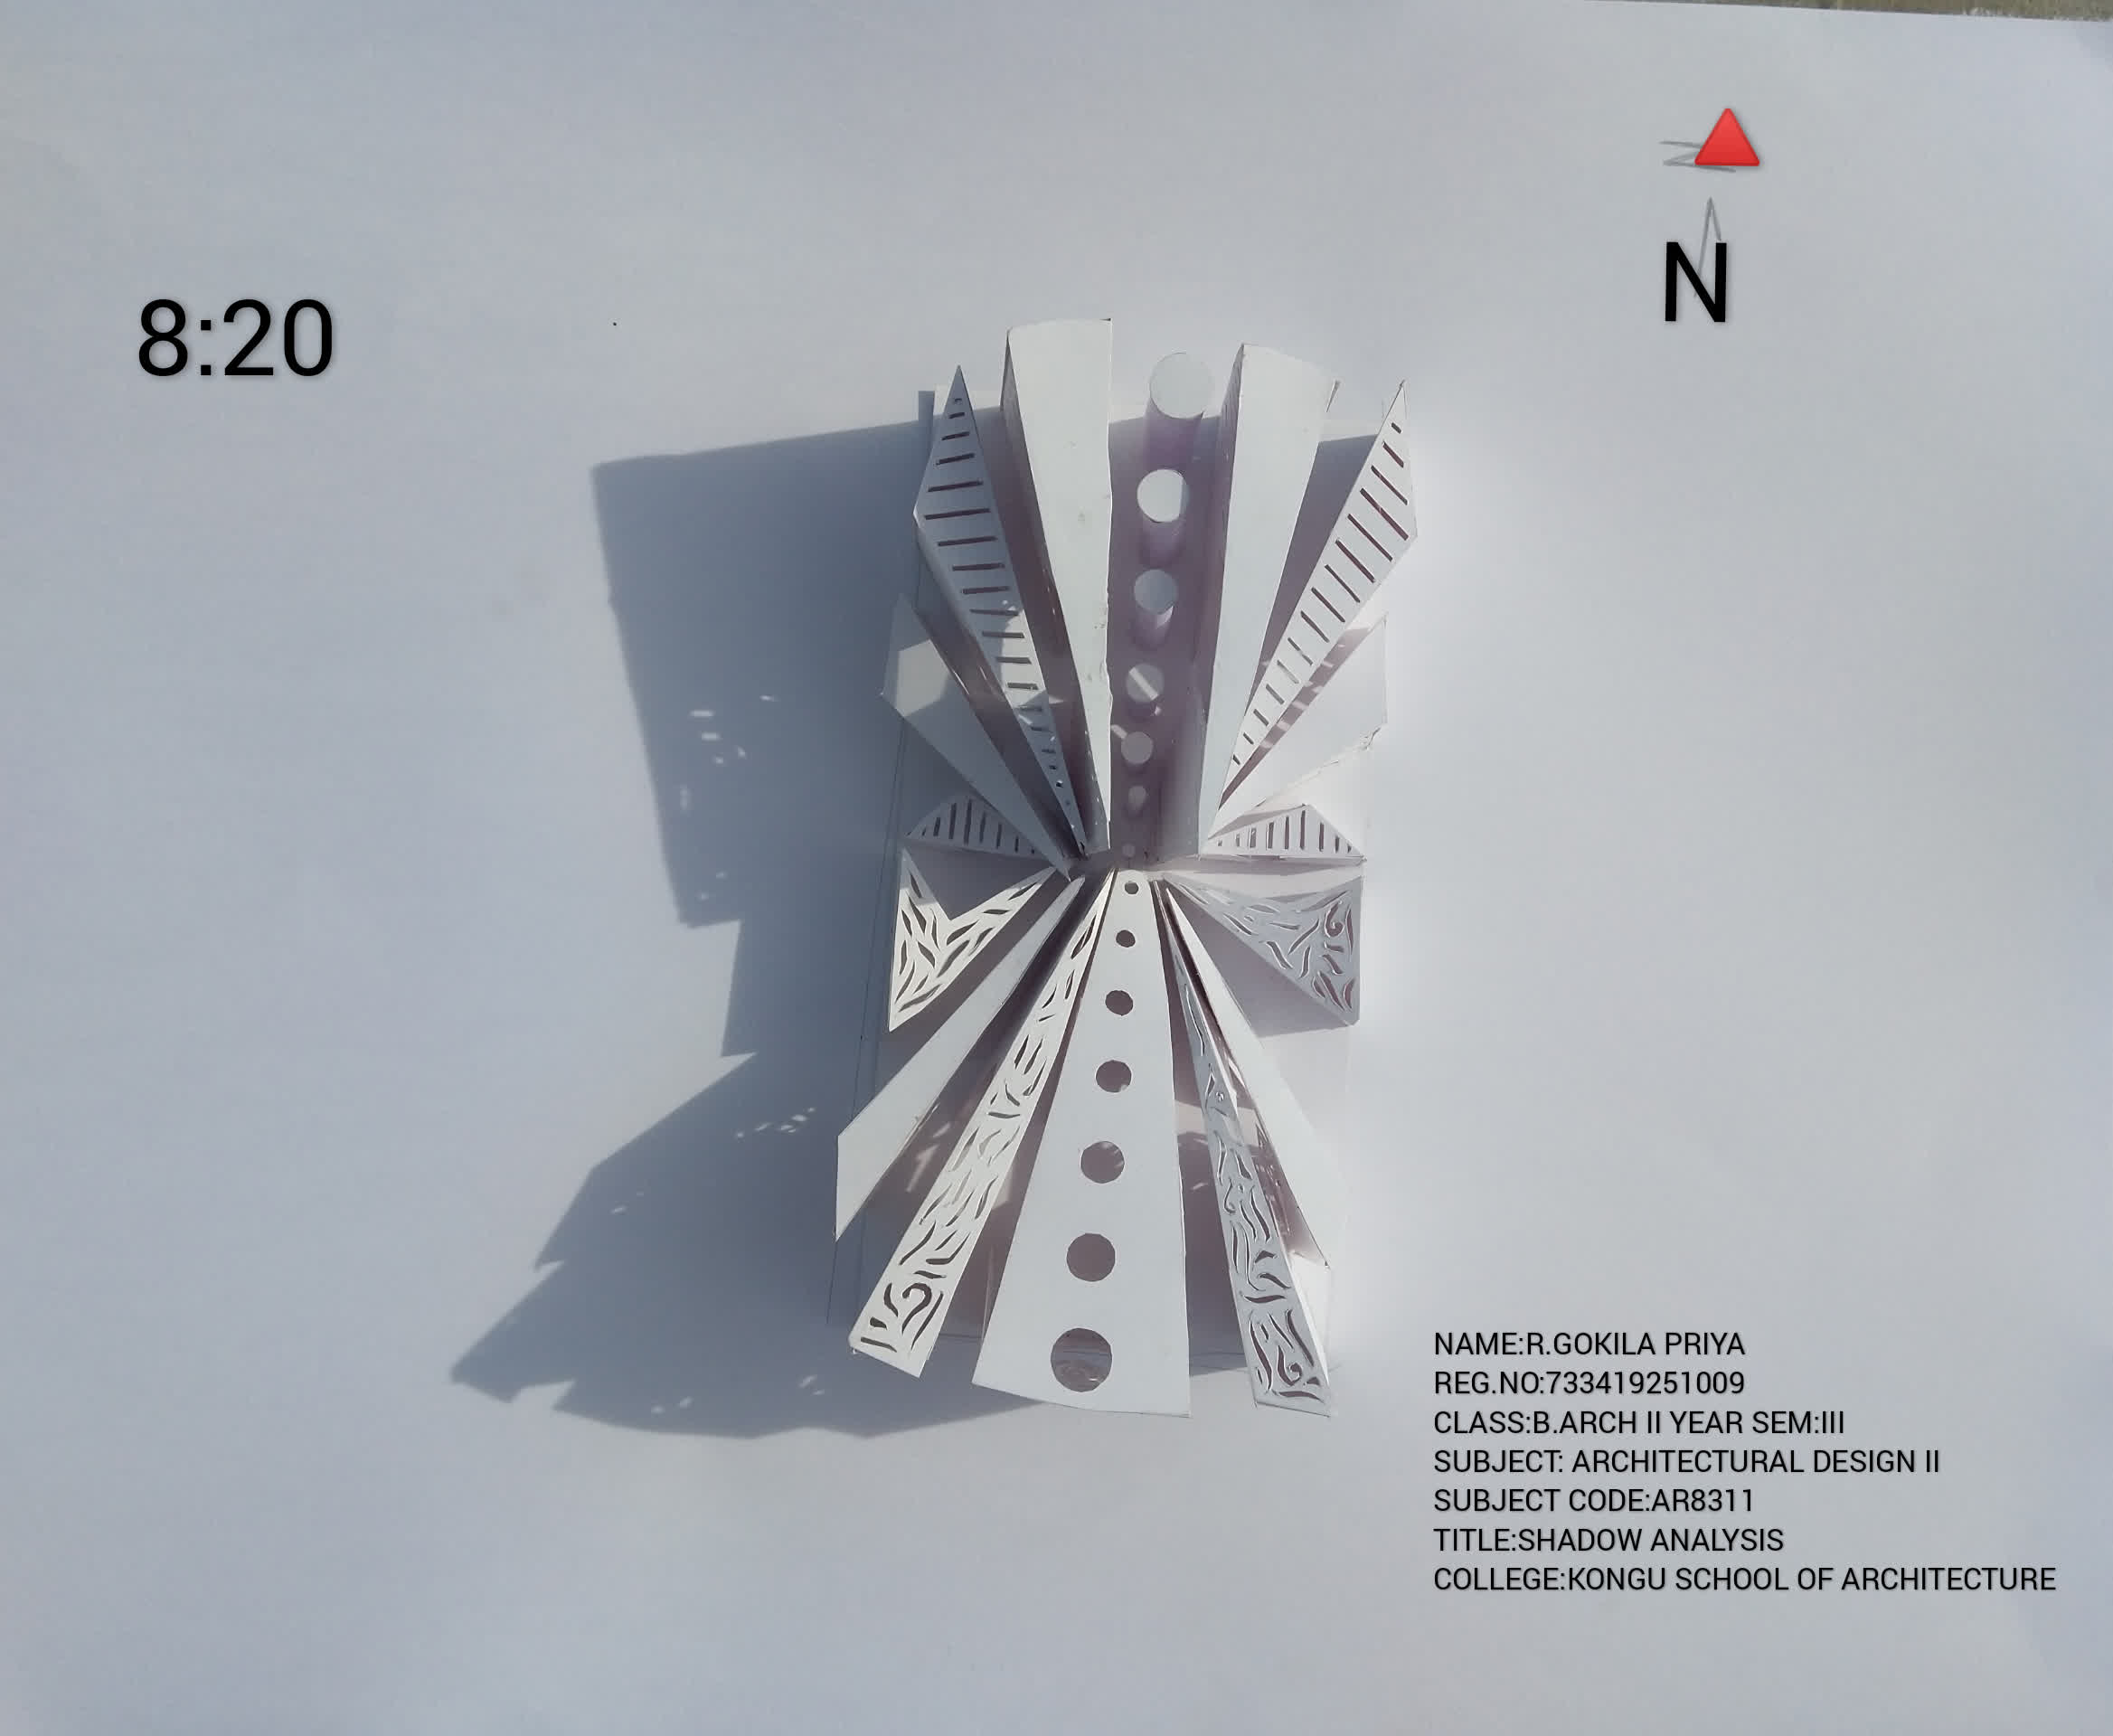 N
8:20
NAME:R.GOKILA PRIYA
REG.NO:733419251009
CLASS:B.ARCH II YEAR SEM:III
SUBJECT: ARCHITECTURAL DESIGN II
SUBJECT CODE:AR8311
TITLE:SHADOW ANALYSIS
COLLEGE:KONGU SCHOOL OF ARCHITECTURE